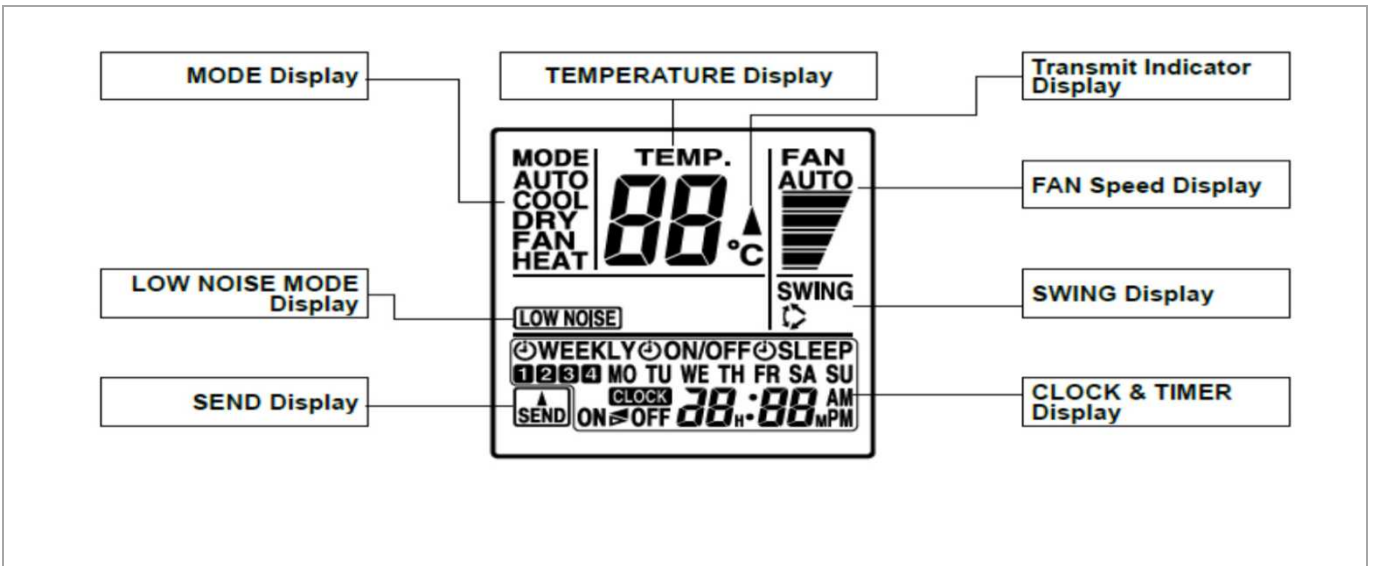 MODE Display
TEMPERATURE Display
Transmit Indicator
Display
MODE
AUTO
COOL
DRY
FAN
HEAT
TEMP.
88
°C
FAN
AUTO
FAN Speed Display
LOW NOISE MODE
Display
LOW NOISE
SWING
SWING Display
WEEKLY ON/OFF SLEEP
1 2 3 4 MO TU WE TH FR SA SU
SEND Display
SEND
CLOCK
ON OFF 28H:88M AM
PM
CLOCK & TIMER
Display